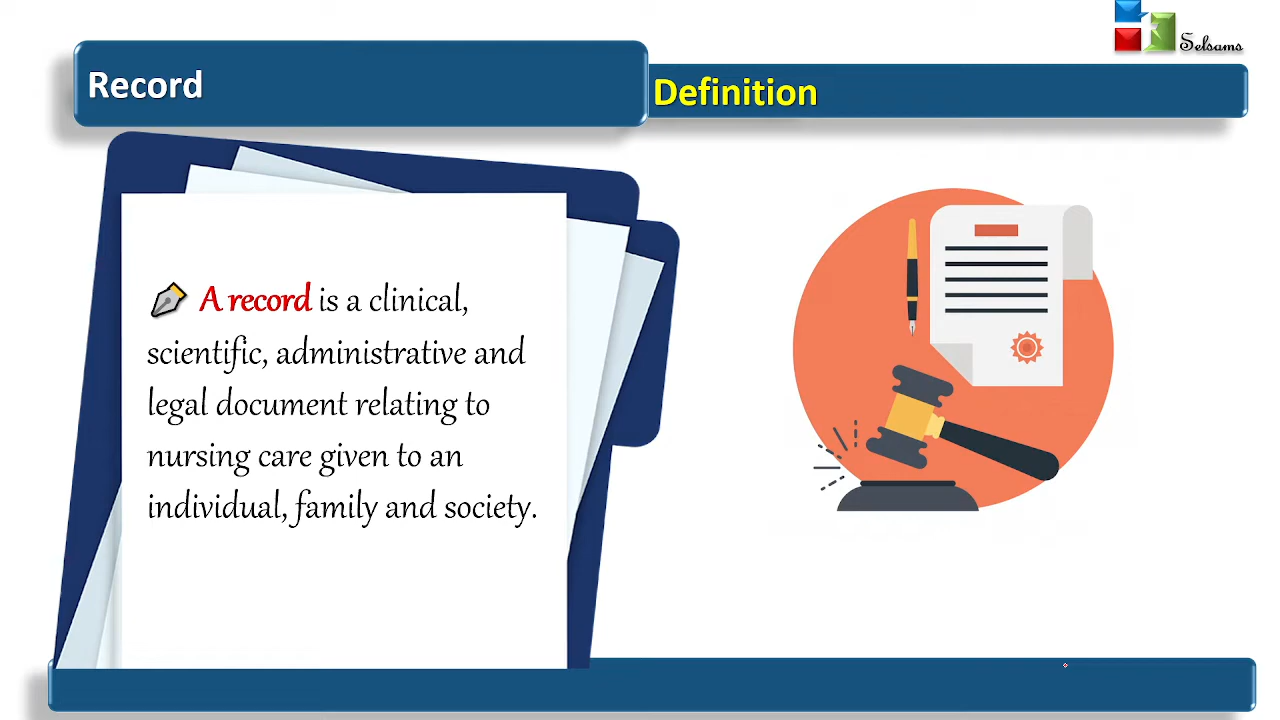 Selsams
Record
Definition
A record is a clinical,
scientific, administrative and
legal document relating to
nursing care given to an
individual, family and society.